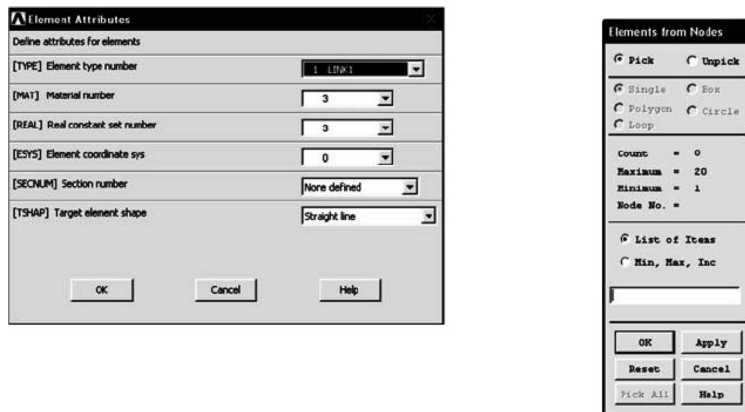 Element Attributes
Define attributes for elements
[TYPE] Element type number 1 LINK1
[MAT] Material number 3
[REAL] Real constant set number 3
[ESYS] Element coordinate sys 0
[SECNUM] Section number None defined
[TSHAP] Target element shape Straight line
OK Cancel Help
Elements from Nodes
Pick Unpick
Single Box
Polygon Circle
Loop
Count = 0
Maximum = 20
Minimum = 1
Node No. =
List of Items
Min, Max, Inc
OK Apply
Reset Cancel
Pick All Help